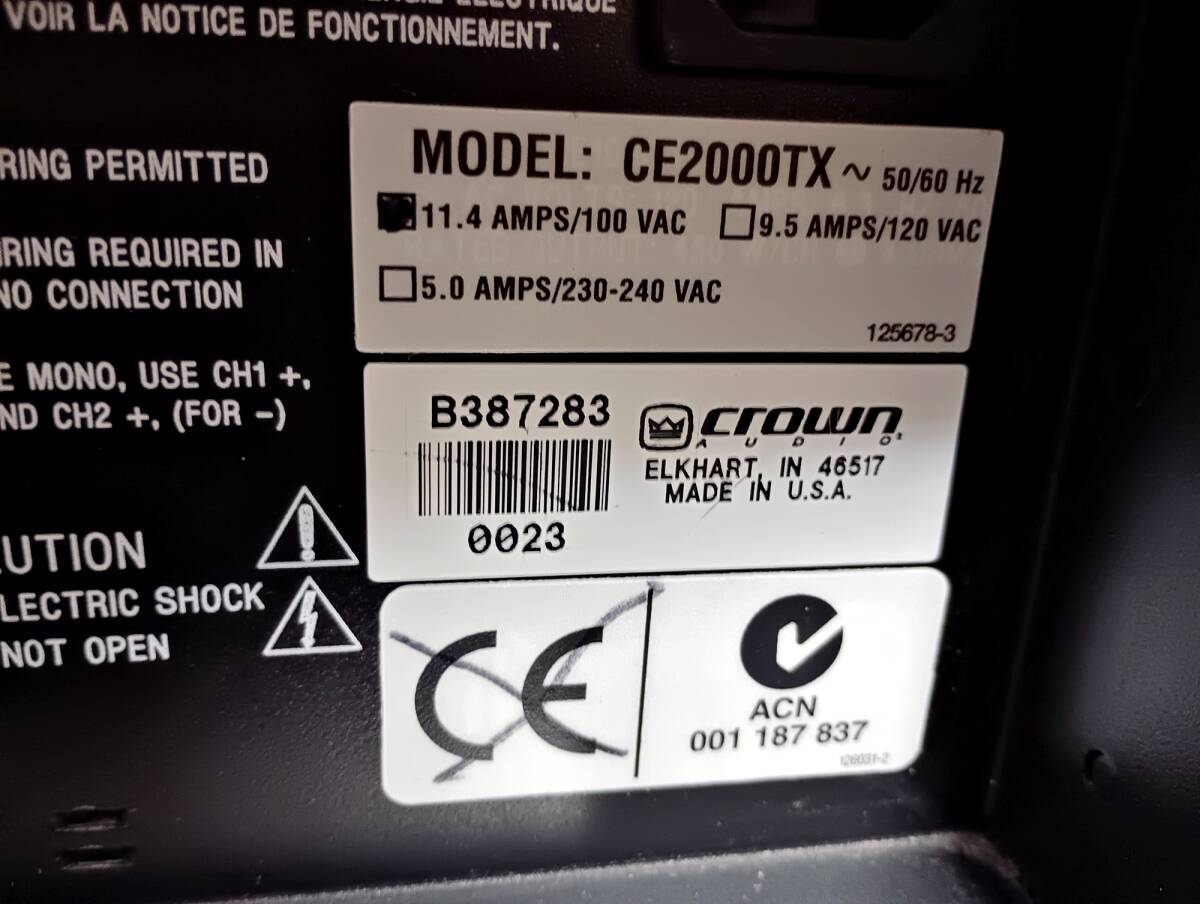 ÉLECTRIQUE
VOIR LA NOTICE DE FONCTIONNEMENT.
RING PERMITTED
RING REQUIRED IN
NO CONNECTION
E MONO, USE CH1 +,
ND CH2 +, (FOR -)
UTION
LECTRIC SHOCK
NOT OPEN
MODEL: CE2000TX ~ 50/60 Hz
11.4 AMPS/100 VAC 9.5 AMPS/120 VAC
5.0 AMPS/230-240 VAC
125678-3
B387283
0023
crown
AUDIO
ELKHART, IN 46517
MADE IN U.S.A.
CE
ACN
001 187 837
126031-2